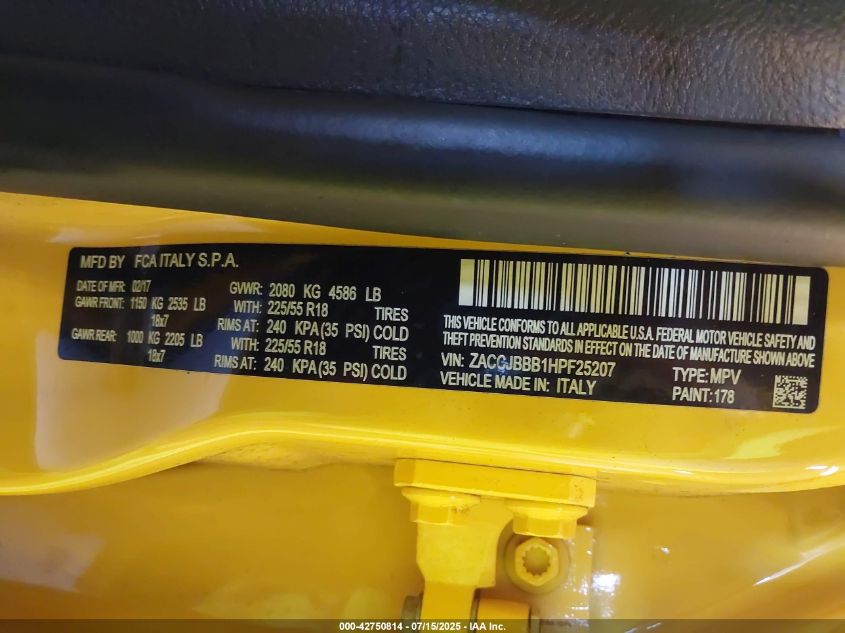 MFD BY FCA ITALY S.P.A.
DATE OF MFR: 02/17 GVWR: 2080 KG 4586 LB
GAWR FRONT: 1150 KG 2535 LB WITH: 225/55 R18 TIRES
18x7 RIMS AT: 240 KPA (35 PSI) COLD
GAWR REAR: 1000 KG 2205 LB WITH: 225/55 R18 TIRES
18x7 RIMS AT: 240 KPA (35 PSI) COLD
THIS VEHICLE CONFORMS TO ALL APPLICABLE U.S.A. FEDERAL MOTOR VEHICLE SAFETY AND
THEFT PREVENTION STANDARDS IN EFFECT ON THE DATE OF MANUFACTURE SHOWN ABOVE
VIN: ZACCJBBB1HPF25207 TYPE: MPV
VEHICLE MADE IN: ITALY PAINT: 178
000-42750814 - 07/15/2025 - IAA Inc.